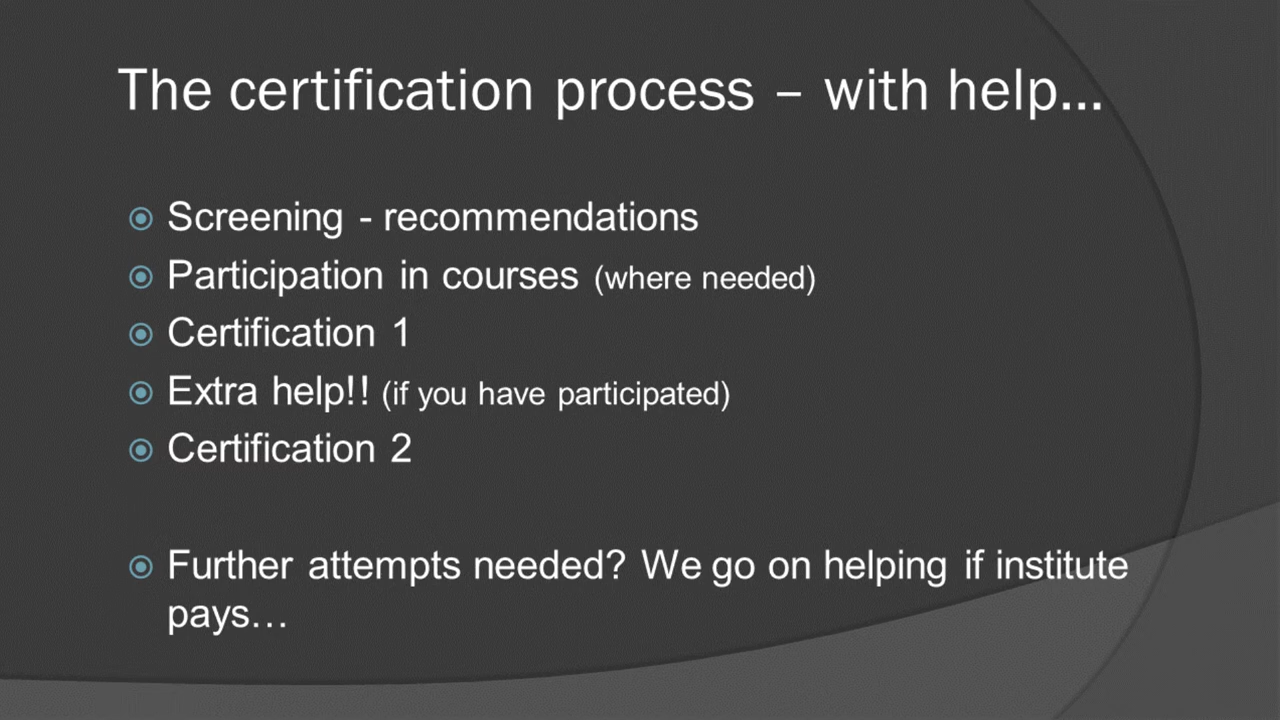 The certification process – with help...
Screening - recommendations
Participation in courses (where needed)
Certification 1
Extra help!! (if you have participated)
Certification 2
Further attempts needed? We go on helping if institute
pays…